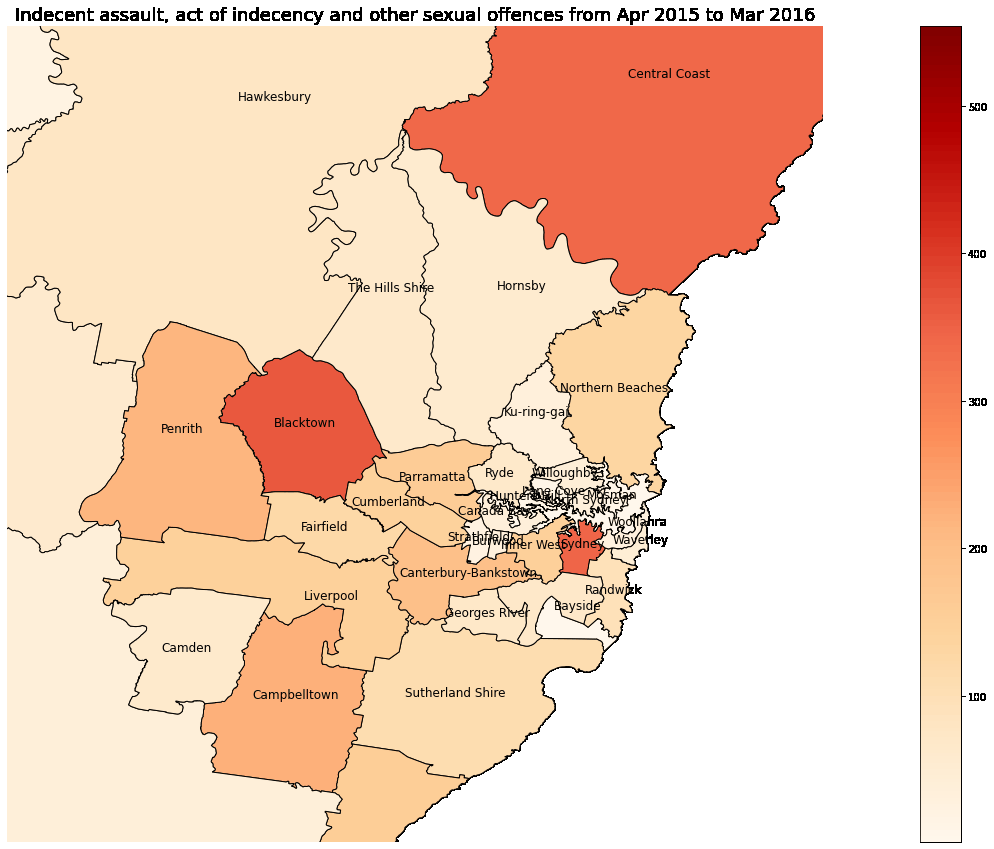 Indecent assault, act of indecency and other sexual offences from Apr 2015 to Mar 2016
Central Coast
Hawkesbury
500
400
The Hills Shire
Hornsby
300
Northern Beaches
Ku-ring-gai
Blacktown
Penrith
Ryde
Willoughby
Parramatta
Lane Cove
Hunters Hill
Mosman
North Sydney
Cumberland
Canada Bay
Woollahra
Fairfield
Strathfield
Burwood
Waverley
Inner West
Sydney
200
Canterbury-Bankstown
Randwick
Liverpool
Bayside
Georges River
Camden
Campbelltown
Sutherland Shire
100